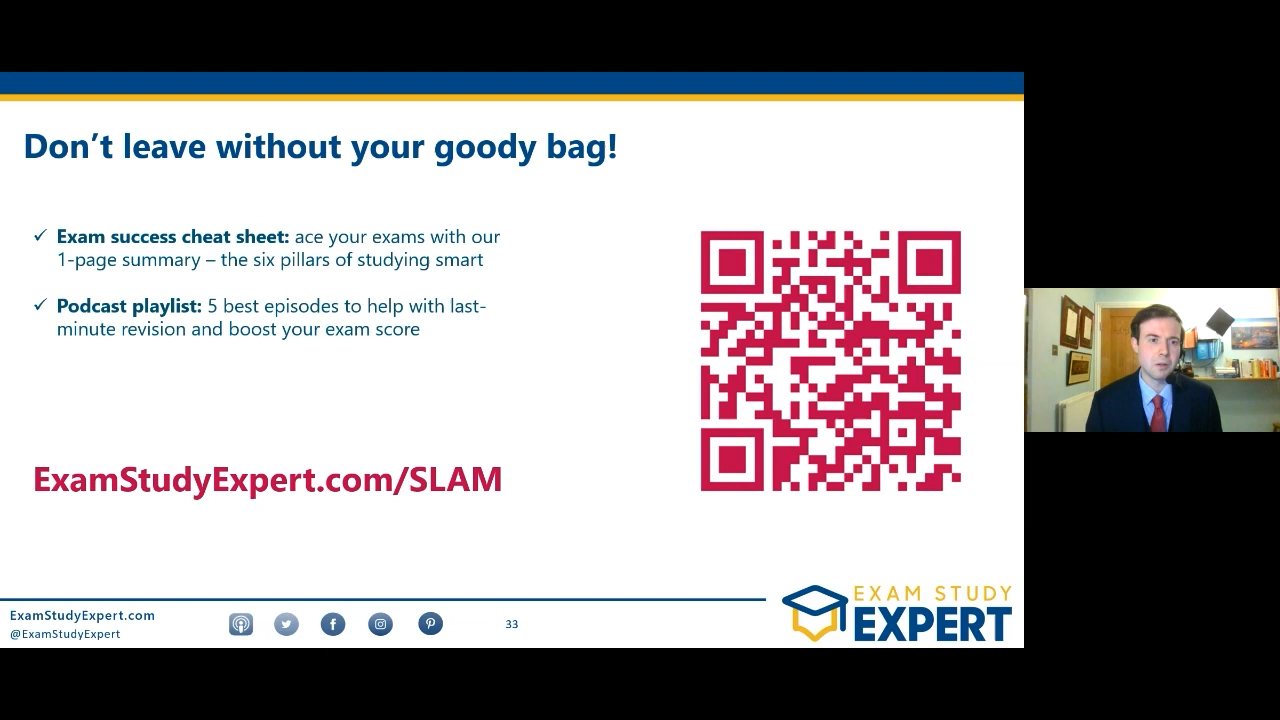 Don't leave without your goody bag!
✓ Exam success cheat sheet: ace your exams with our
1-page summary – the six pillars of studying smart
✓ Podcast playlist: 5 best episodes to help with last-
minute revision and boost your exam score
ExamStudyExpert.com/SLAM
ExamStudyExpert.com
@ExamStudyExpert
33
EXAM STUDY
EXPERT